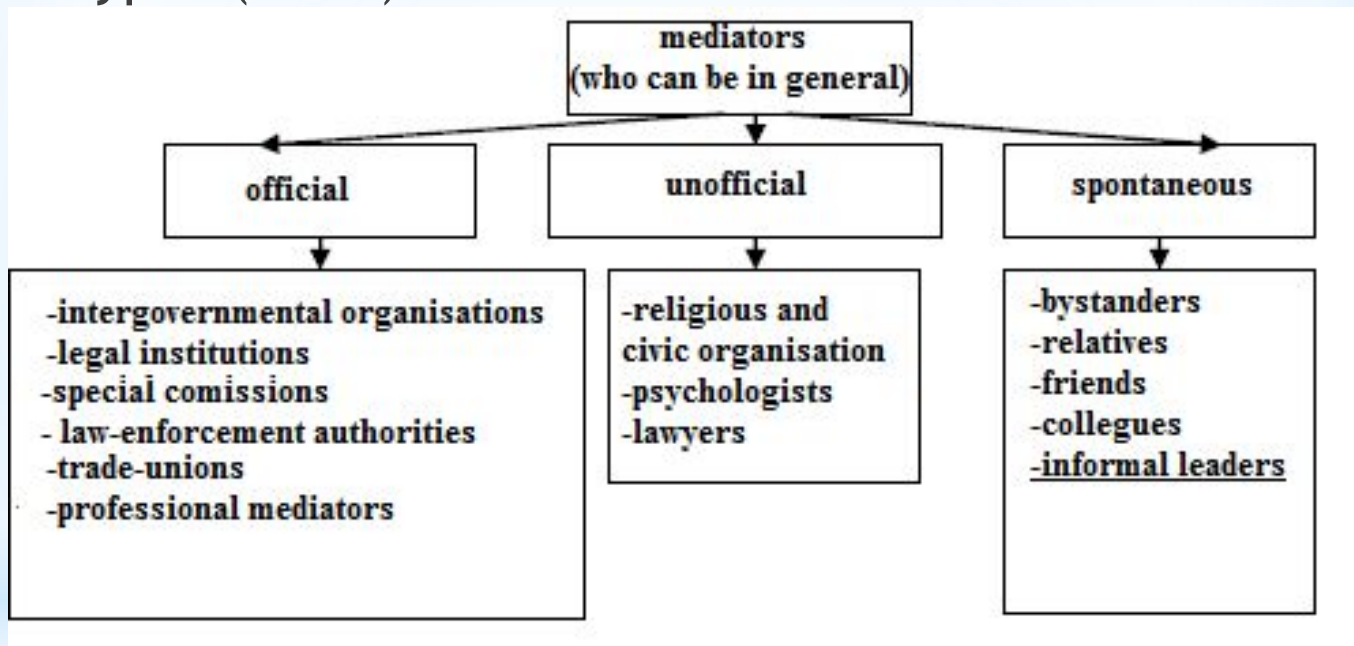 mediators
(who can be in general)
official
unofficial
spontaneous
-intergovernmental organisations
-legal institutions
-special comissions
- law-enforcement authorities
-trade-unions
-professional mediators
-religious and
civic organisation
-psychologists
-lawyers
-bystanders
-relatives
-friends
-collegues
-informal leaders